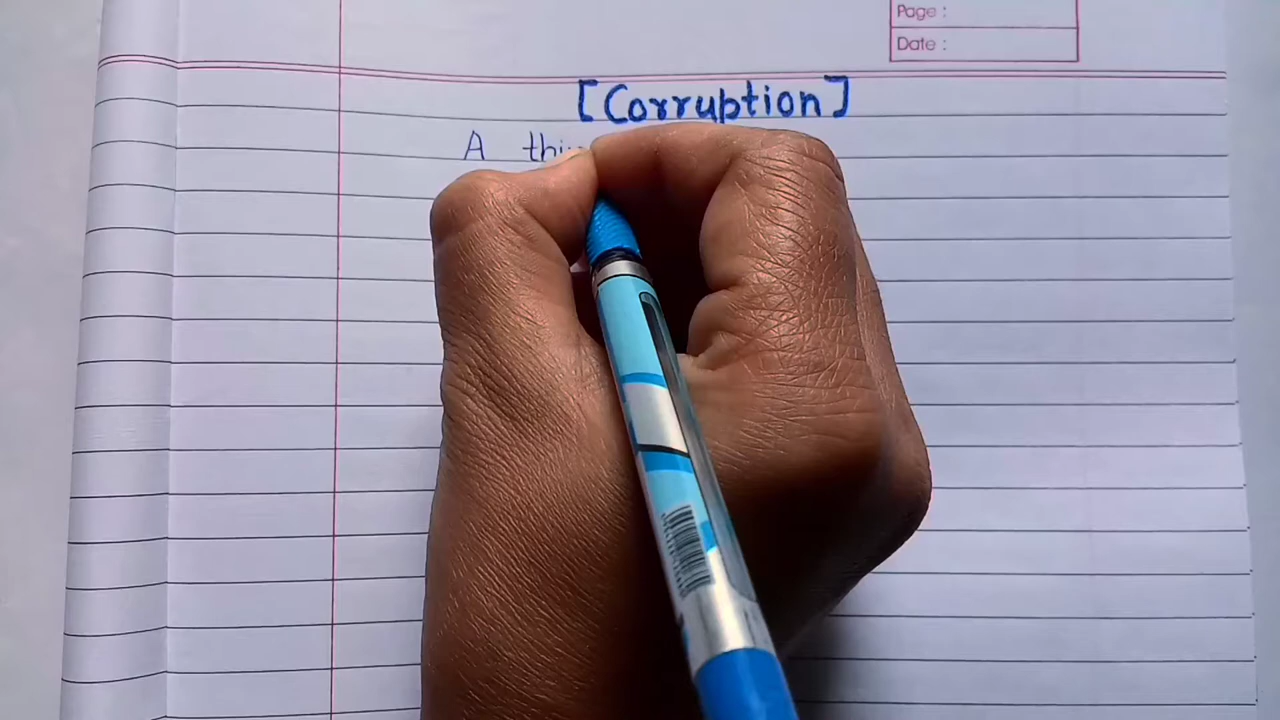 Page :
Date :
[Corruption]
A